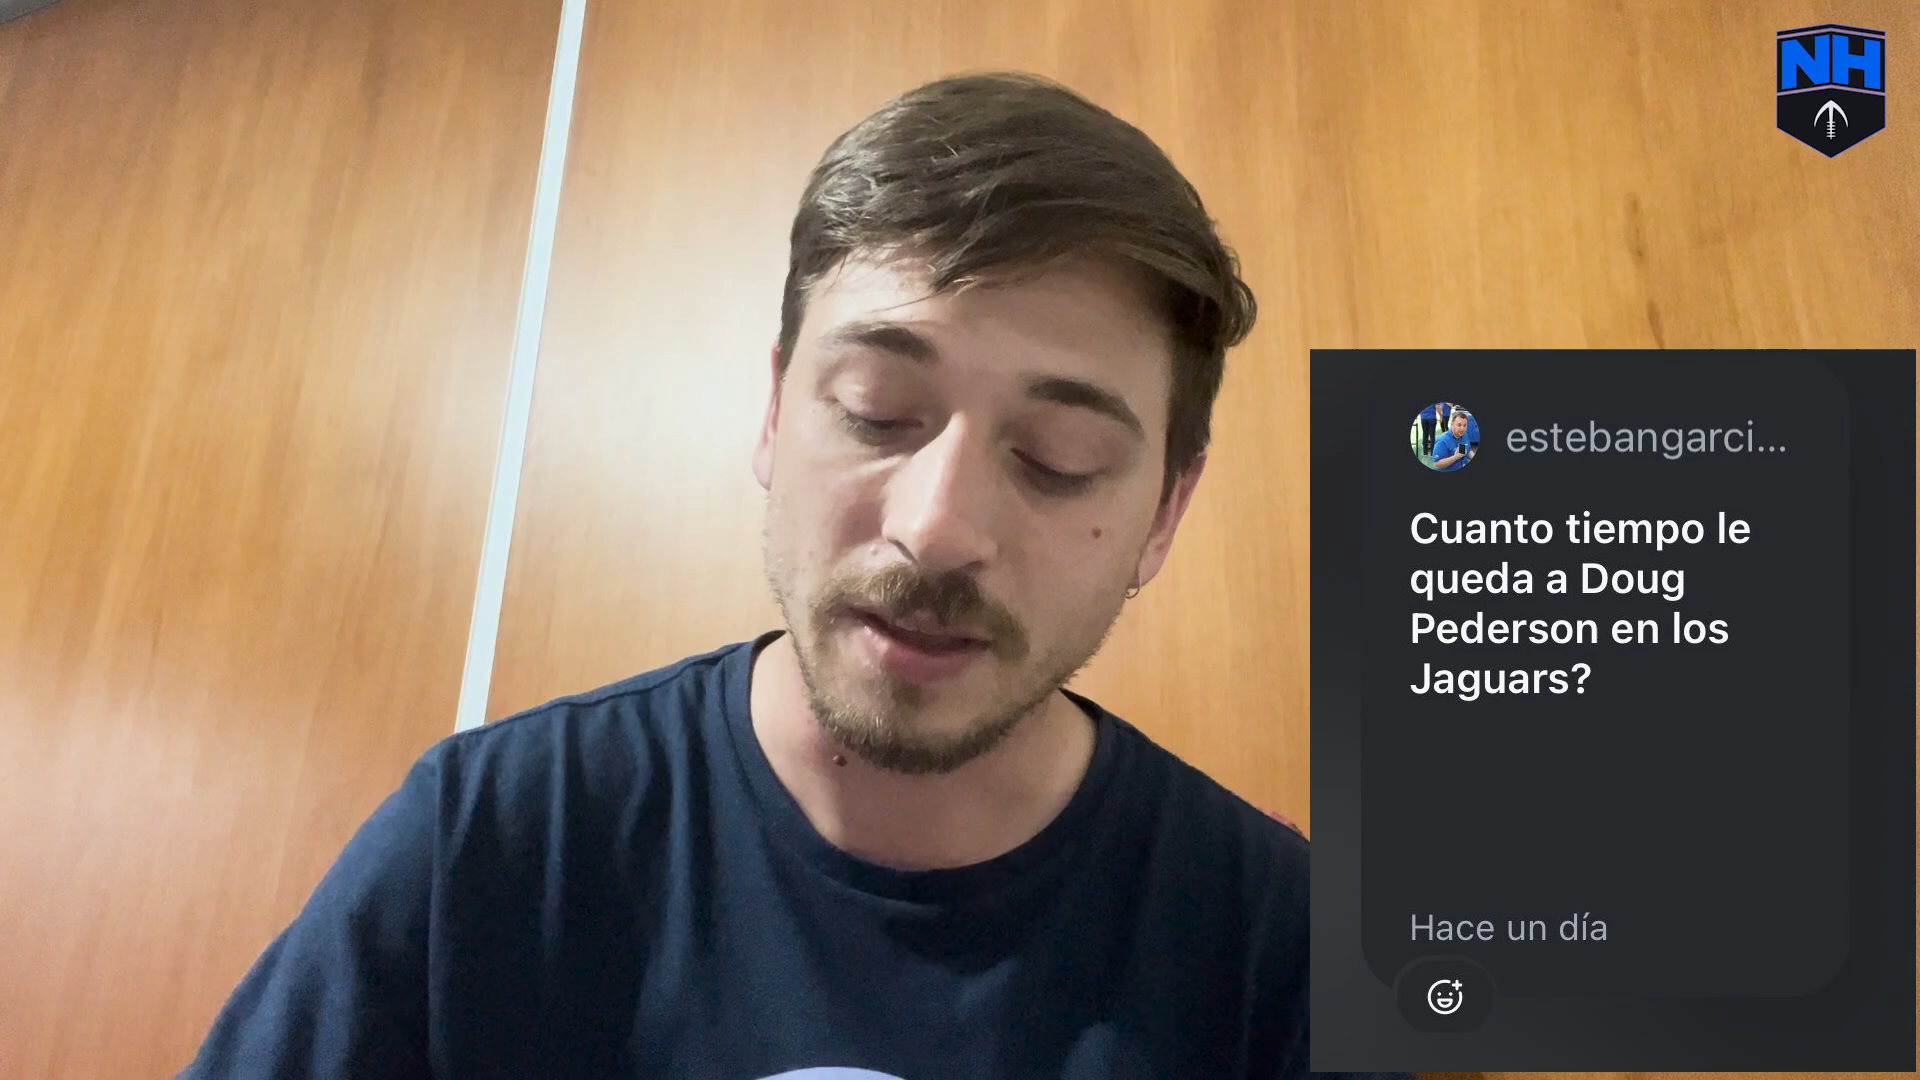 NH
estebangarci...
Cuanto tiempo le
queda a Doug
Pederson en los
Jaguars?
Hace un día